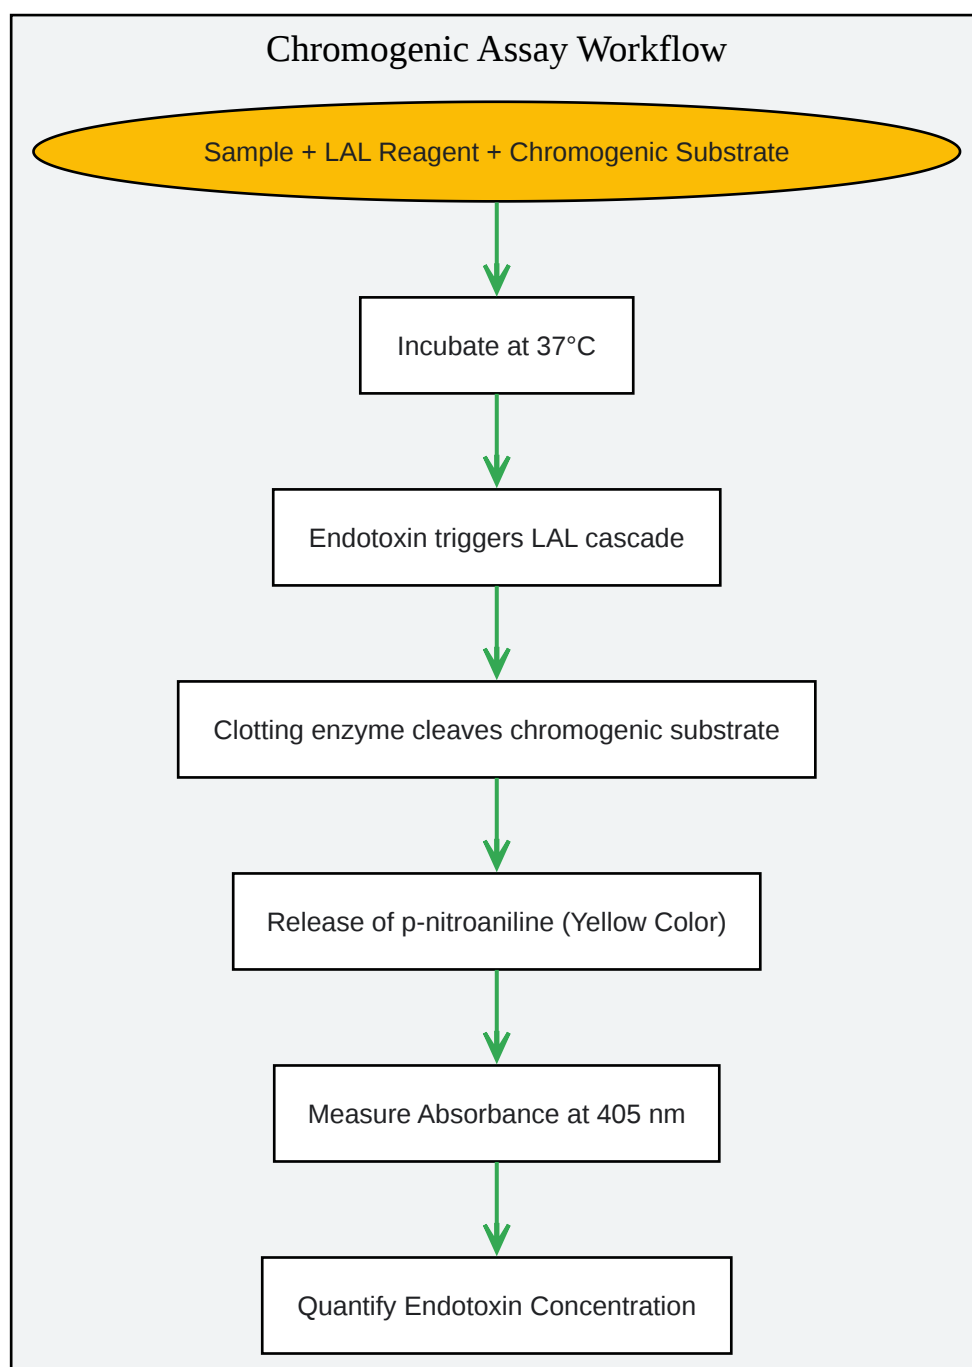 Chromogenic Assay Workflow
Sample + LAL Reagent + Chromogenic Substrate
Incubate at 37°C
Endotoxin triggers LAL cascade
Clotting enzyme cleaves chromogenic substrate
Release of p-nitroaniline (Yellow Color)
Measure Absorbance at 405 nm
Quantify Endotoxin Concentration